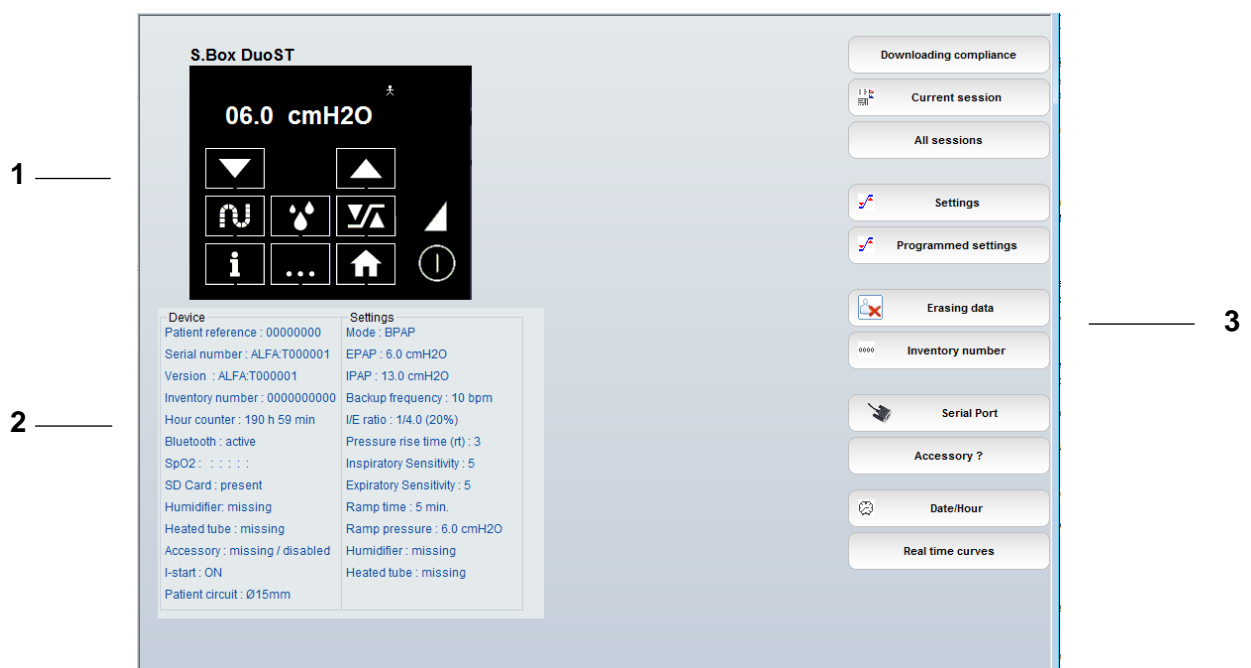 S.Box DuoST
06.0 cmH2O
i
...
1
Device
Patient reference : 00000000
Serial number : ALFA:T000001
Version : ALFA:T000001
Inventory number : 0000000000
Hour counter : 190 h 59 min
Bluetooth : active
SpO2 : : : : : :
SD Card : present
Humidifier: missing
Heated tube : missing
Accessory : missing / disabled
I-start : ON
Patient circuit : Ø15mm
Settings
Mode : BPAP
EPAP : 6.0 cmH2O
IPAP : 13.0 cmH2O
Backup frequency : 10 bpm
I/E ratio : 1/4.0 (20%)
Pressure rise time (rt) : 3
Inspiratory Sensitivity : 5
Expiratory Sensitivity : 5
Ramp time : 5 min.
Ramp pressure : 6.0 cmH2O
Humidifier : missing
Heated tube : missing
2
Downloading compliance
Current session
All sessions
Settings
Programmed settings
Erasing data
0000 Inventory number
Serial Port
Accessory ?
Date/Hour
Real time curves
3